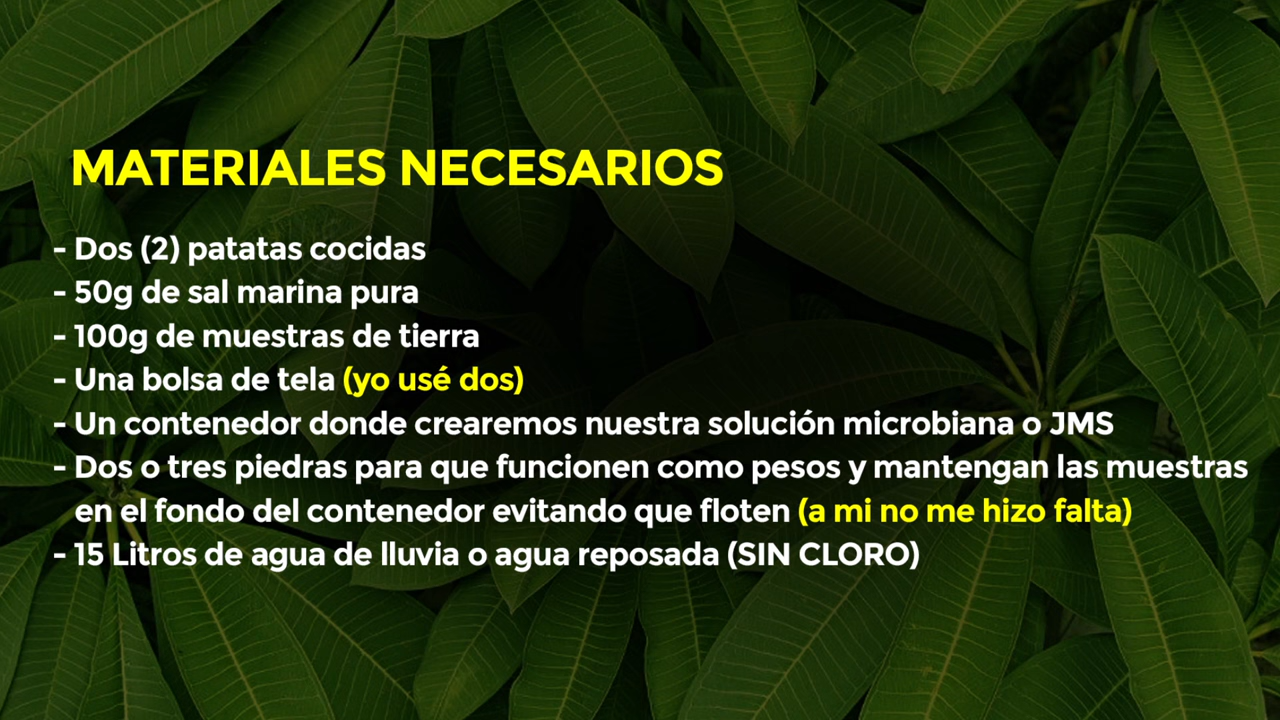 MATERIALES NECESARIOS
- Dos (2) patatas cocidas
- 50g de sal marina pura
- 100g de muestras de tierra
- Una bolsa de tela (yo usé dos)
- Un contenedor donde crearemos nuestra solución microbiana o JMS
- Dos o tres piedras para que funcionen como pesos y mantengan las muestras
en el fondo del contenedor evitando que floten (a mi no me hizo falta)
- 15 Litros de agua de lluvia o agua reposada (SIN CLORO)